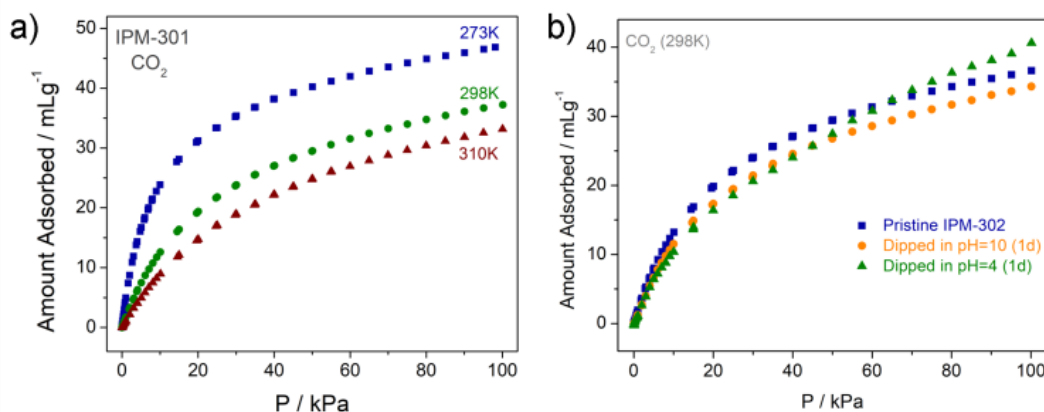 a)
IPM-301
CO2
273K
298K
310K
Amount Adsorbed / mLg-1
50
40
30
20
10
0
0 20 40 60 80 100
P / kPa
b)
CO2 (298K)
Pristine IPM-302
Dipped in pH=10 (1d)
Dipped in pH=4 (1d)
Amount Adsorbed / mLg-1
40
30
20
10
0
0 20 40 60 80 100
P / kPa